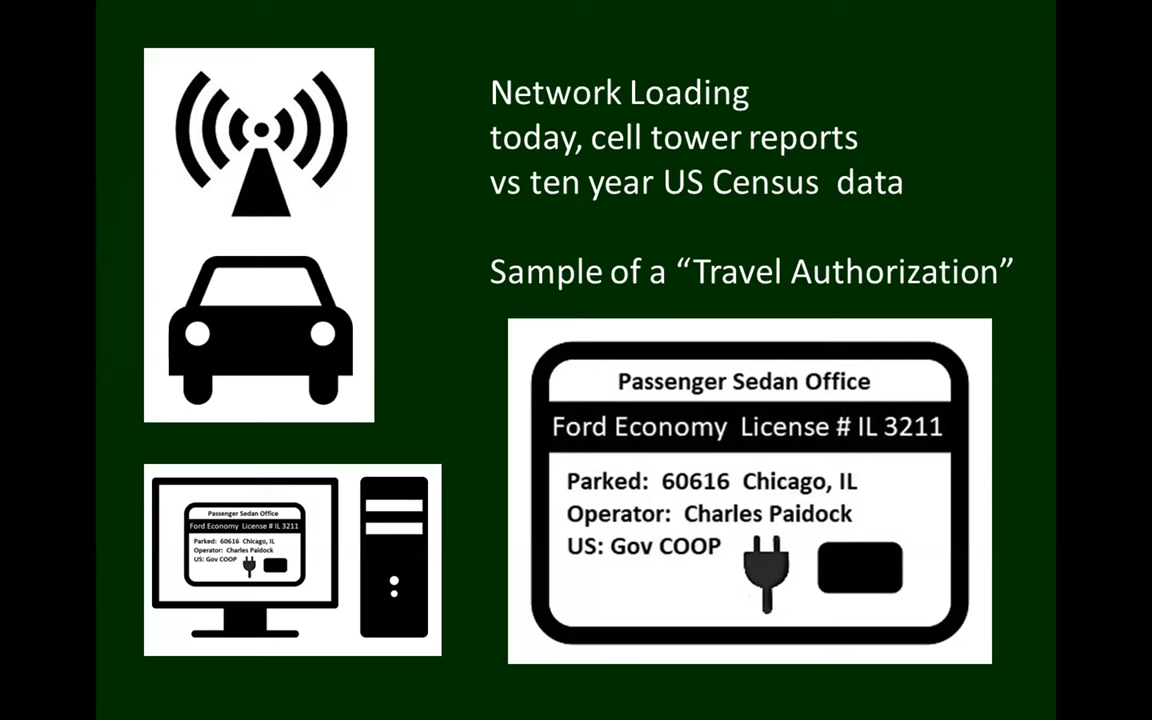 Network Loading
today, cell tower reports
vs ten year US Census data
Sample of a “Travel Authorization”
Passenger Sedan Office
Ford Economy License # IL 3211
Parked: 60616 Chicago, IL
Operator: Charles Paidock
US: Gov COOP
Passenger Sedan Office
Ford Economy License # IL 3211
Parked: 60616 Chicago, IL
Operator: Charles Paidock
US: Gov COOP